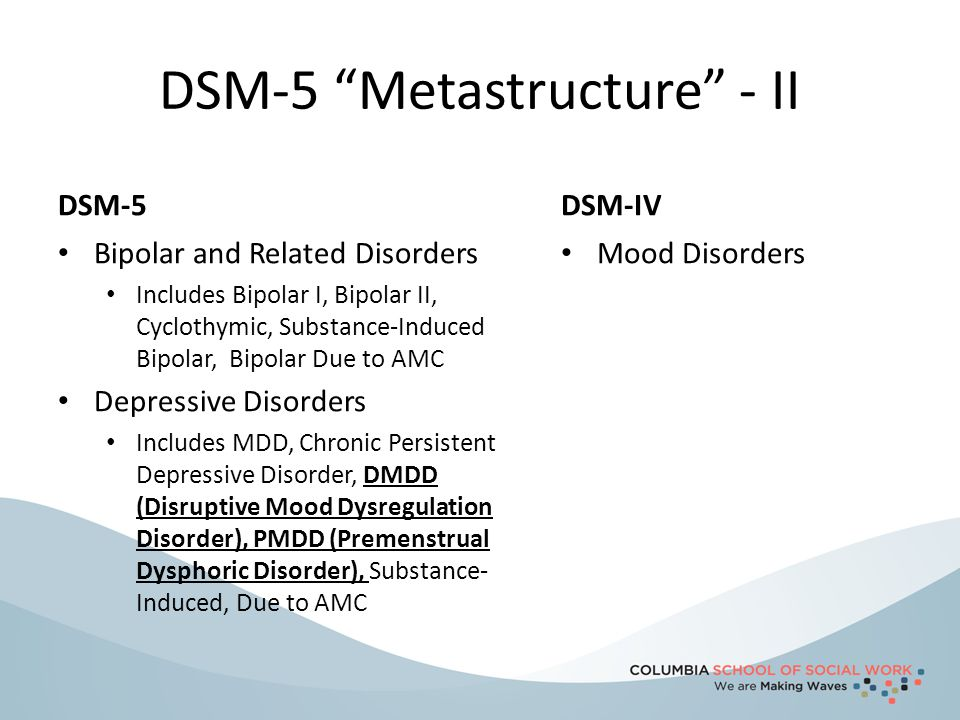 DSM-5 “Metastructure” - II
DSM-5
• Bipolar and Related Disorders
• Includes Bipolar I, Bipolar II,
Cyclothymic, Substance-Induced
Bipolar, Bipolar Due to AMC
• Depressive Disorders
• Includes MDD, Chronic Persistent
Depressive Disorder, DMDD
(Disruptive Mood Dysregulation
Disorder), PMDD (Premenstrual
Dysphoric Disorder), Substance-
Induced, Due to AMC
DSM-IV
• Mood Disorders
COLUMBIA SCHOOL OF SOCIAL WORK
We are Making Waves